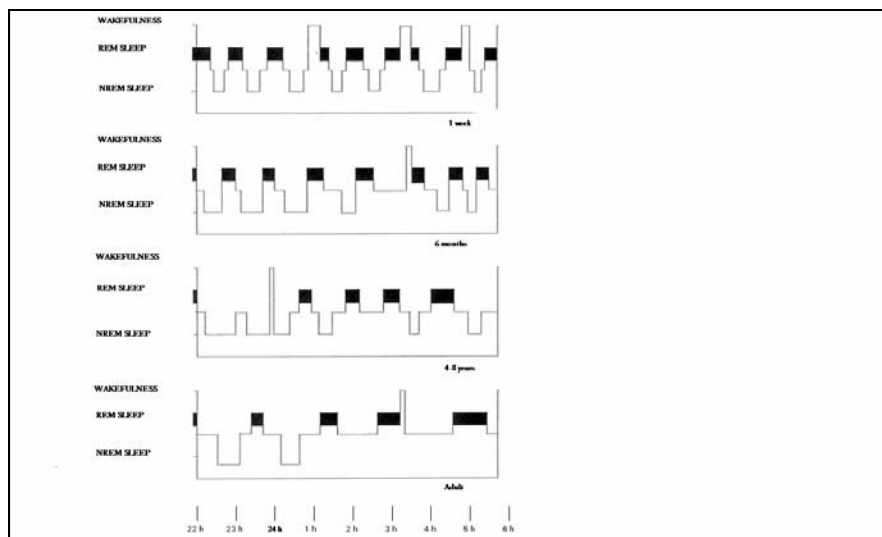 WAKEFULNESS
REM SLEEP
NREM SLEEP
1 week
WAKEFULNESS
REM SLEEP
NREM SLEEP
6 months
WAKEFULNESS
REM SLEEP
NREM SLEEP
4-8 years
WAKEFULNESS
REM SLEEP
NREM SLEEP
Adult
22 h 23 h 24 h 1 h 2 h 3 h 4 h 5 h 6 h